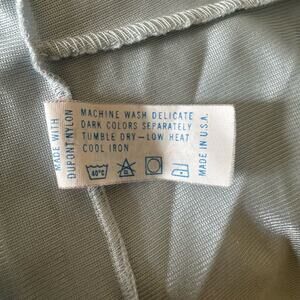 MADE WITH
DUPONT NYLON
MACHINE WASH DELICATE
DARK COLORS SEPARATELY
TUMBLE DRY—LOW HEAT
COOL IRON
40°C
MADE IN U.S.A.